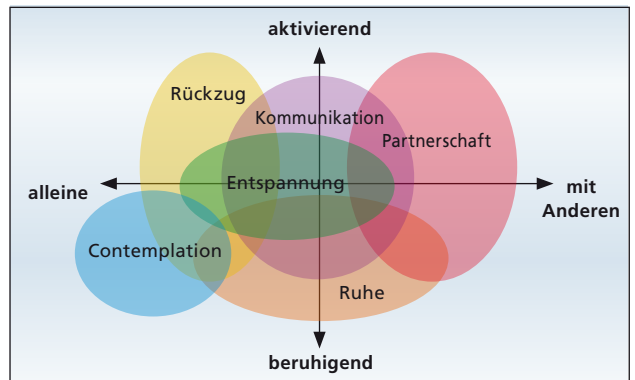 aktivierend
Rückzug
Kommunikation
Partnerschaft
Entspannung
alleine
mit
Anderen
Contemplation
Ruhe
beruhigend